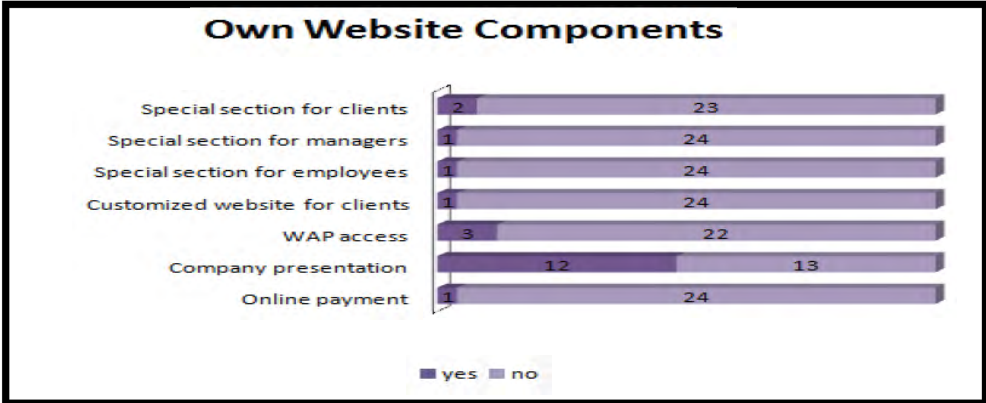 Own Website Components
Special section for clients 2 23
Special section for managers 1 24
Special section for employees 1 24
Customized website for clients 1 24
WAP access 3 22
Company presentation 12 13
Online payment 1 24
yes no